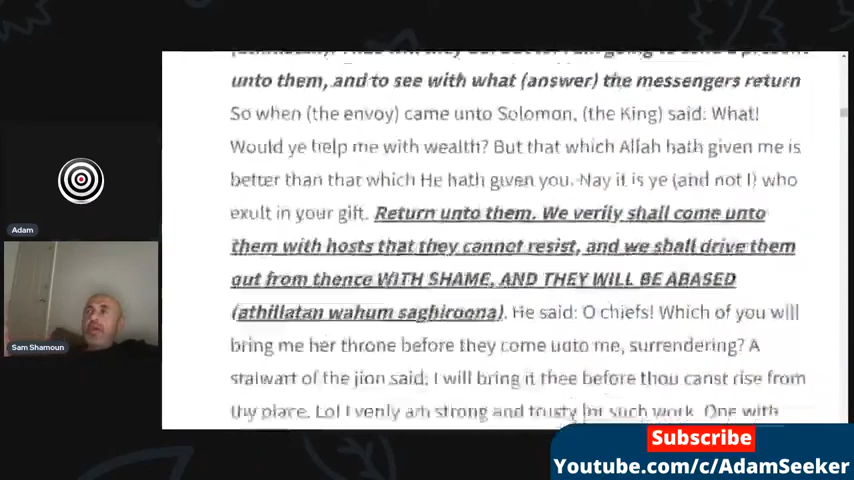 unto them, and to see with what (answer) the messengers return
So when (the envoy) came unto Solomon, (the King) said: What!
Would ye help me with wealth? But that which Allah hath given me is
better than that which He hath given you. Nay it is ye (and not I) who
exult in your gift. Return unto them. We verily shall come unto
them with hosts that they cannot resist, and we shall drive them
out from thence WITH SHAME, AND THEY WILL BE ABASED
(athillatan wahum saghiroona). He said: O chiefs! Which of you will
bring me her throne before they come unto me, surrendering? A
stalwart of the jinn said: I will bring it thee before thou canst rise from
thy place. Lo! I verily am strong and trusty for such work. One with
Adam
Sam Shamoun
Subscribe
Youtube.com/c/AdamSeeker